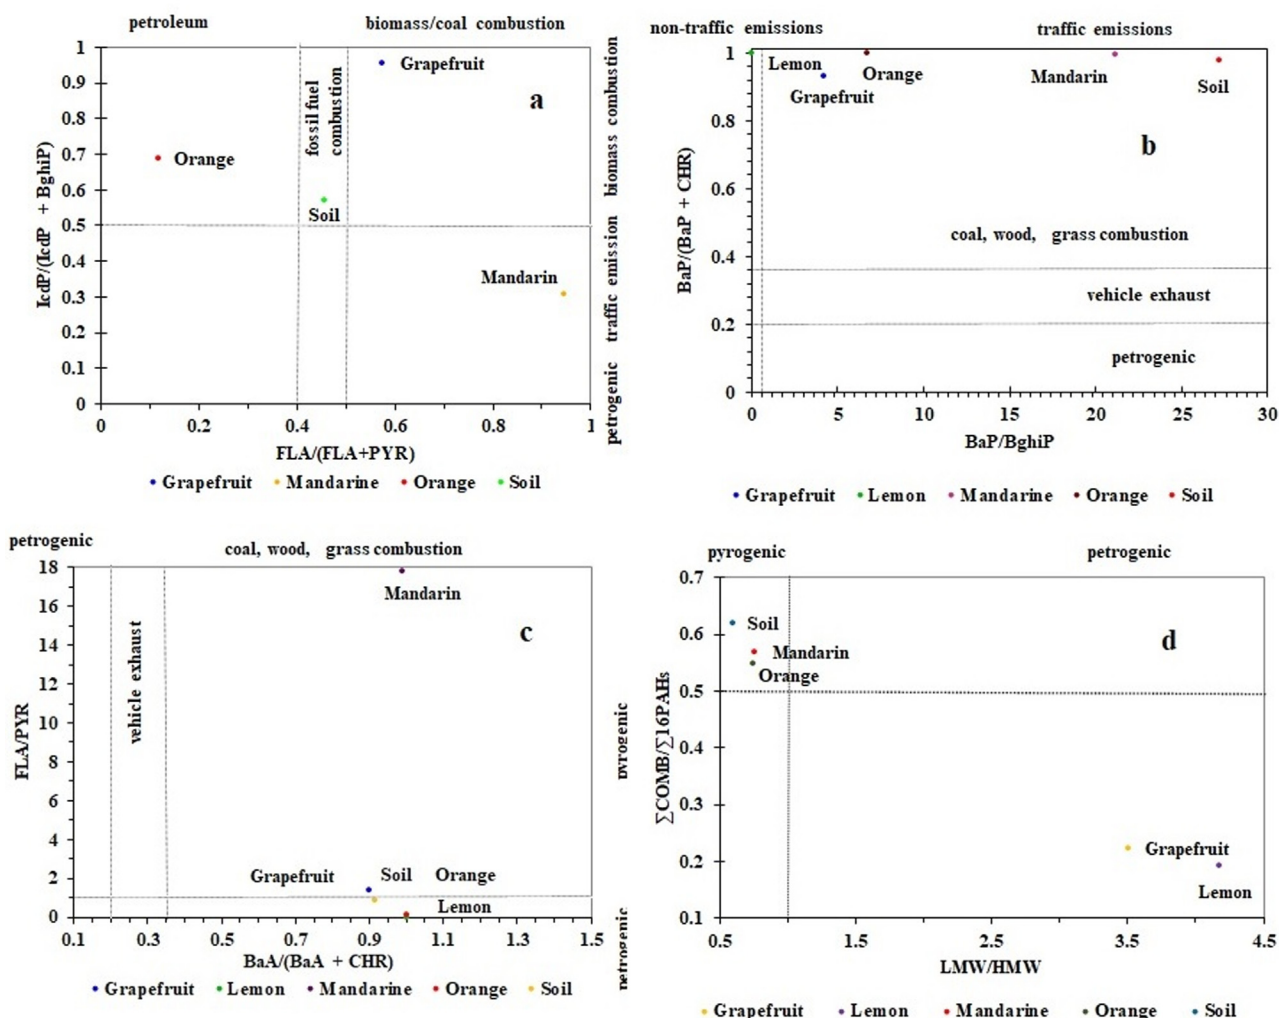 petroleum
biomass/coal combustion
1
0.9
0.8
0.7
0.6
0.5
0.4
0.3
0.2
0.1
0
IcdP/(IcdP + BghiP)
fossil fuel
combustion
Grapefruit
a
Orange
Soil
Mandarin
biomass combustion
traffic emission
petrogenic
0
0.2
0.4
0.6
0.8
1
FLA/(FLA+PYR)
Grapefruit Mandarine Orange Soil
non-traffic emissions
traffic emissions
1
0.8
0.6
0.4
0.2
0
BaP/(BaP + CHR)
Lemon
Orange
Grapefruit
Mandarin
Soil
b
coal, wood, grass combustion
vehicle exhaust
petrogenic
0
5
10
15
20
25
30
BaP/BghiP
Grapefruit Lemon Mandarine Orange Soil
petrogenic
coal, wood, grass combustion
18
16
14
12
10
8
6
4
2
0
FLA/PYR
vehicle exhaust
Mandarin
c
Grapefruit
Soil
Orange
Lemon
pyrogenic
petrogenic
0.1
0.3
0.5
0.7
0.9
1.1
1.3
1.5
BaA/(BaA + CHR)
Grapefruit Lemon Mandarine Orange Soil
pyrogenic
petrogenic
0.7
0.6
0.5
0.4
0.3
0.2
0.1
∑COMB/∑16PAHs
Soil
Mandarin
Orange
d
Grapefruit
Lemon
0.5
1.5
2.5
3.5
4.5
LMW/HMW
Grapefruit Lemon Mandarine Orange Soil